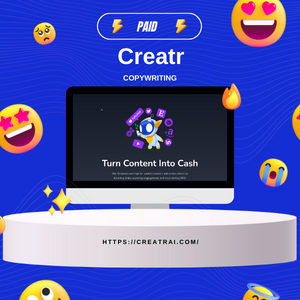 PAID
Creatr
COPYWRITING
Turn Content Into Cash
HTTPS://CREATRAI.COM/